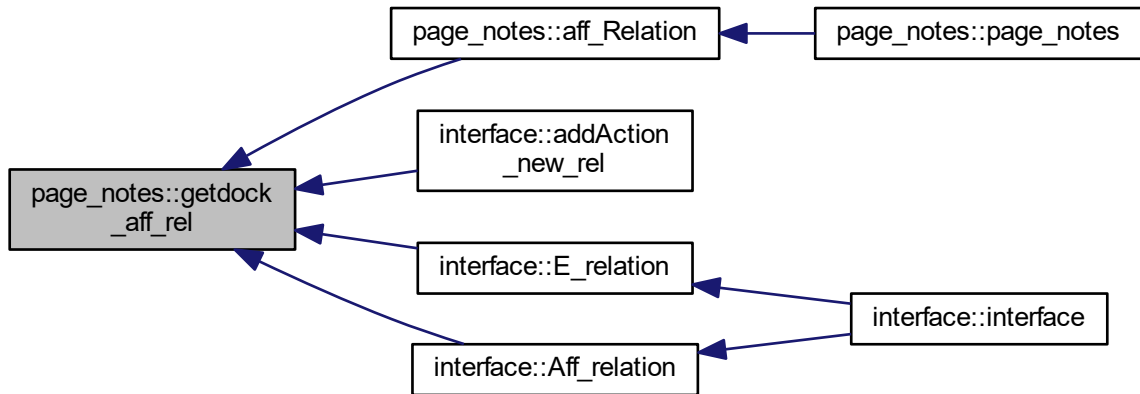 page_notes::aff_Relation
page_notes::page_notes
interface::addAction
_new_rel
page_notes::getdock
_aff_rel
interface::E_relation
interface::interface
interface::Aff_relation